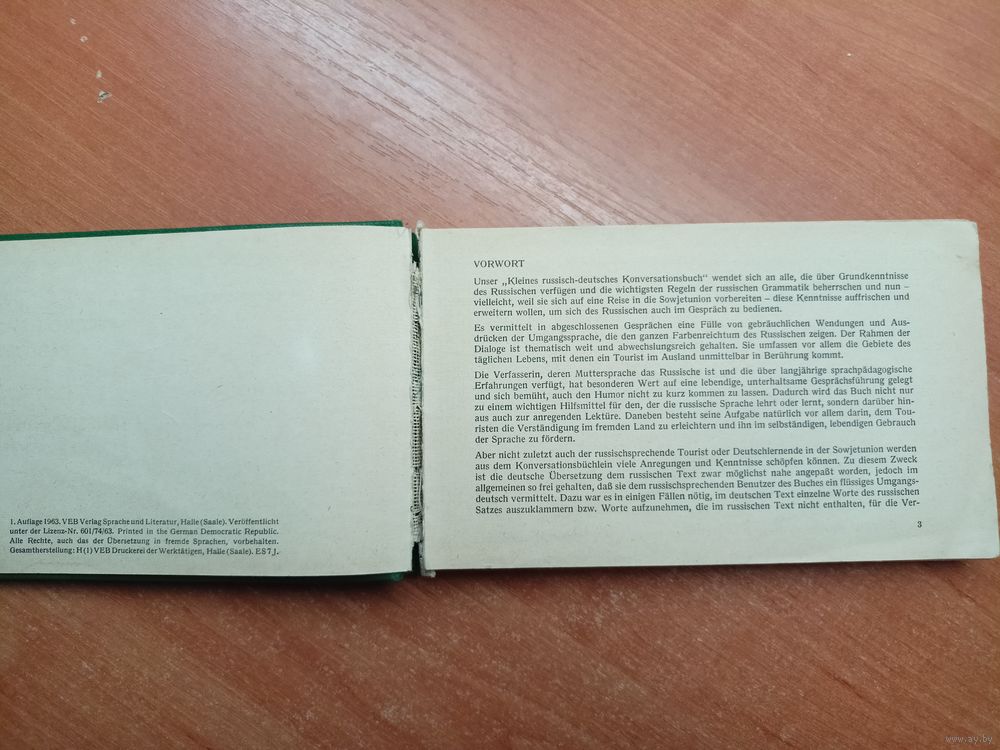 1. Auflage 1963. VEB Verlag Sprache und Literatur, Halle (Saale). Veröffentlicht
unter der Lizenz-Nr. 601/74/63. Printed in the German Democratic Republic.
Alle Rechte, auch das der Übersetzung in fremde Sprachen, vorbehalten.
Gesamtherstellung: H (1) VEB Druckerei der Werktätigen, Halle (Saale). ES 7 J.
VORWORT
Unser „Kleines russisch-deutsches Konversationsbuch“ wendet sich an alle, die über Grundkenntnisse
des Russischen verfügen und die wichtigsten Regeln der russischen Grammatik beherrschen und nun –
vielleicht, weil sie sich auf eine Reise in die Sowjetunion vorbereiten – diese Kenntnisse auffrischen und
erweitern wollen, um sich des Russischen auch im Gespräch zu bedienen.
Es vermittelt in abgeschlossenen Gesprächen eine Fülle von gebräuchlichen Wendungen und Aus-
drücken der Umgangssprache, die den ganzen Farbenreichtum des Russischen zeigen. Der Rahmen der
Dialoge ist thematisch weit und abwechslungsreich gehalten. Sie umfassen vor allem die Gebiete des
täglichen Lebens, mit denen ein Tourist im Ausland unmittelbar in Berührung kommt.
Die Verfasserin, deren Muttersprache das Russische ist und die über langjährige sprachpädagogische
Erfahrungen verfügt, hat besonderen Wert auf eine lebendige, unterhaltsame Gesprächsführung gelegt
und sich bemüht, auch den Humor nicht zu kurz kommen zu lassen. Dadurch wird das Buch nicht nur
zu einem wichtigen Hilfsmittel für den, der die russische Sprache lehrt oder lernt, sondern darüber hin-
aus auch zur anregenden Lektüre. Daneben besteht seine Aufgabe natürlich vor allem darin, dem Tou-
risten die Verständigung im fremden Land zu erleichtern und ihn im selbständigen, lebendigen Gebrauch
der Sprache zu fördern.
Aber nicht zuletzt auch der russischsprechende Tourist oder Deutschlernende in der Sowjetunion werden
aus dem Konversationsbüchlein viele Anregungen und Kenntnisse schöpfen können. Zu diesem Zweck
ist die deutsche Übersetzung dem russischen Text zwar möglichst nahe angepaßt worden, jedoch im
allgemeinen so frei gehalten, daß sie dem russischsprechenden Benutzer des Buches ein flüssiges Umgangs-
deutsch vermittelt. Dazu war es in einigen Fällen nötig, im deutschen Text einzelne Worte des russischen
Satzes auszuklammern bzw. Worte aufzunehmen, die im russischen Text nicht enthalten, für die Ver-
3
www.ay.by